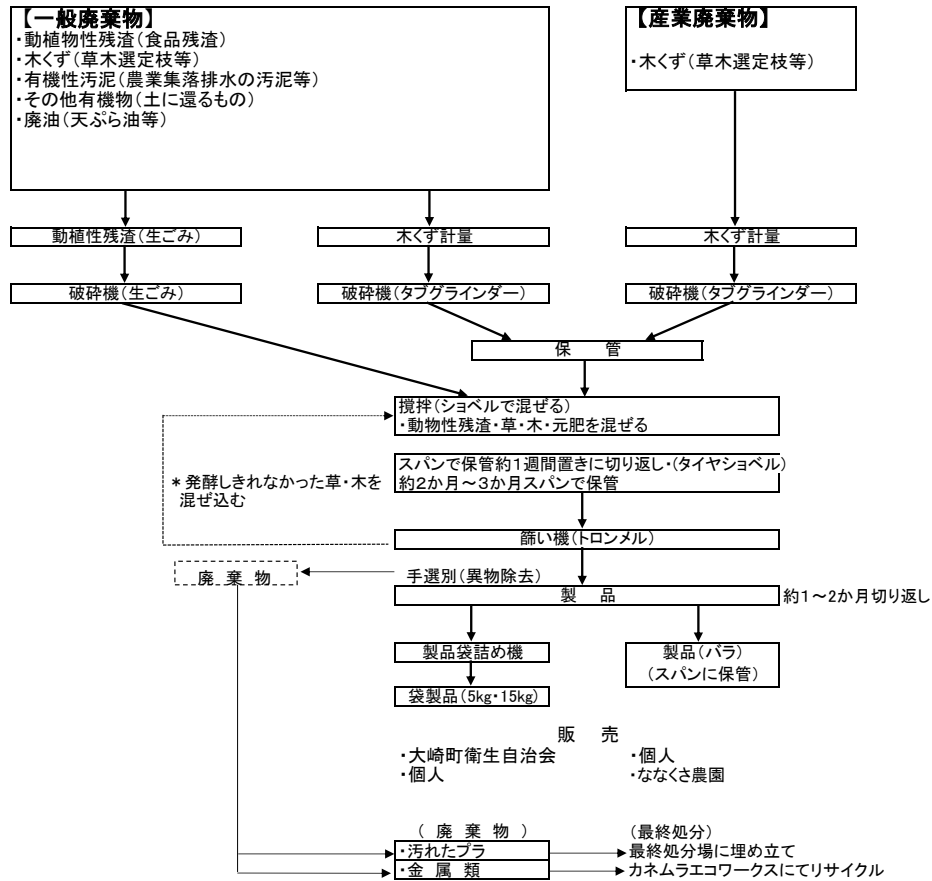 【一般廃棄物】
・動植物性残渣(食品残渣)
・木くず(草木選定枝等)
・有機性汚泥(農業集落排水の汚泥等)
・その他有機物(土に還るもの)
・廃油(天ぷら油等)
【産業廃棄物】
・木くず(草木選定枝等)
動植性残渣(生ごみ)
木くず計量
木くず計量
破砕機(生ごみ)
破砕機(タブグラインダー)
破砕機(タブグラインダー)
保 管
撹拌(ショベルで混ぜる)
・動物性残渣・草・木・元肥を混ぜる
スパンで保管約1週間置きに切り返し・(タイヤショベル)
約2か月～3か月スパンで保管
*発酵しきれなかった草・木を
混ぜ込む
篩い機(トロンメル)
手選別(異物除去)
廃 棄 物
製 品
約1～2か月切り返し
製品袋詰め機
製品(バラ)
(スパンに保管)
袋製品(5kg・15kg)
販 売
・大崎町衛生自治会
・個人
・個人
・ななくさ農園
(廃 棄 物)
(最終処分)
・汚れたプラ
最終処分場に埋め立て
・金 属 類
カネムラエコワークスにてリサイクル